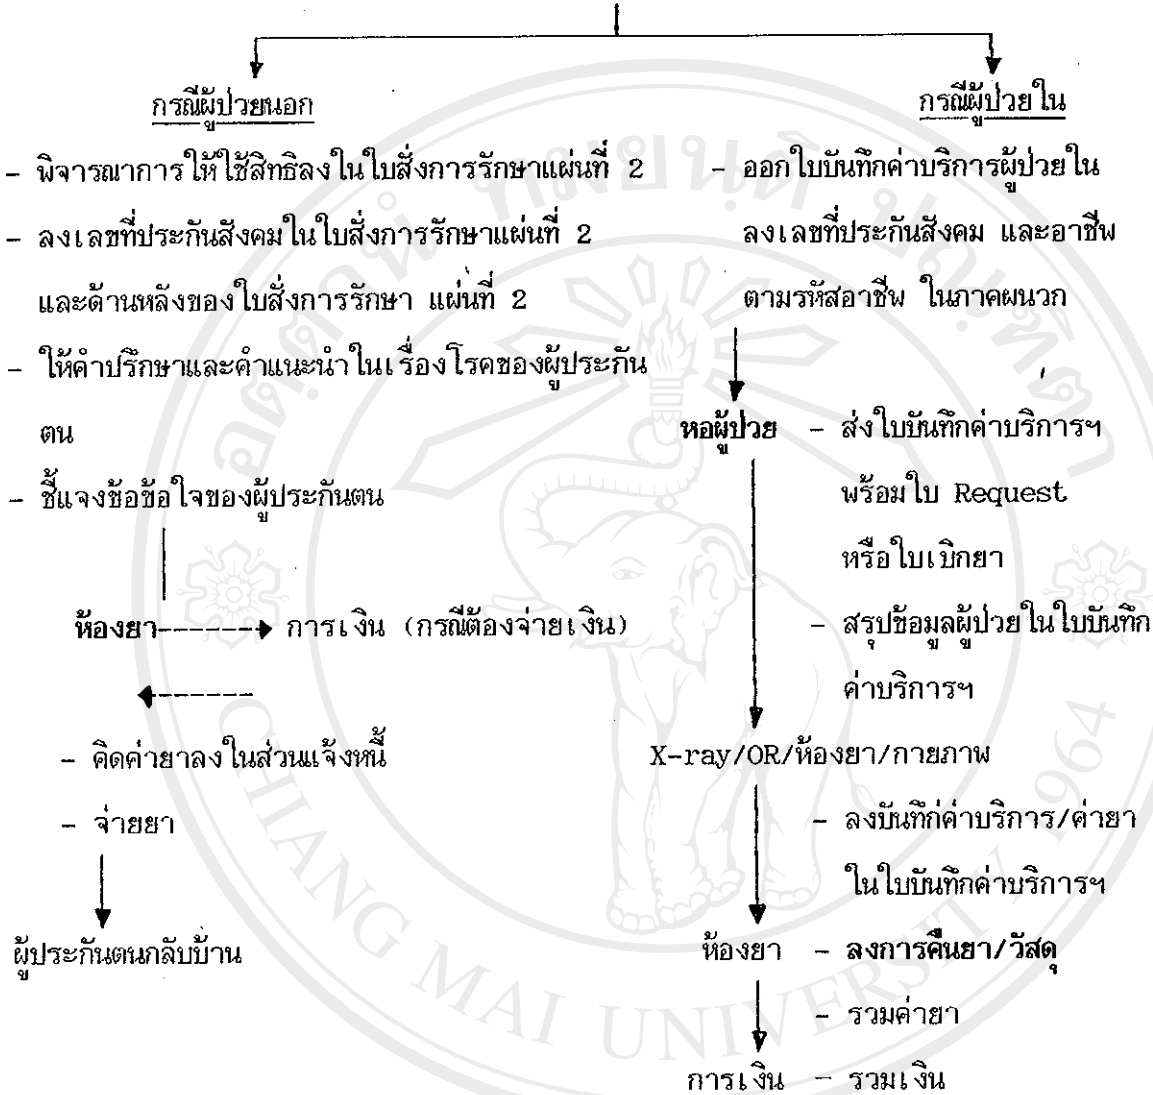 กรณีผู้ป่วยนอก
- พิจารณาการให้ใช้สิทธิลงในใบสั่งการรักษาแผ่นที่ 2
- ลงเลขที่ประกันสังคมในใบสั่งการรักษาแผ่นที่ 2
และด้านหลังของใบสั่งการรักษา แผ่นที่ 2
- ให้คำปรึกษาและคำแนะนำในเรื่องโรคของผู้ประกัน
ตน
- ชี้แจงข้อข้อใจของผู้ประกันตน
ห้องยา -------> การเงิน (กรณีต้องจ่ายเงิน)
- คิดค่ายาลงในส่วนแจ้งหนี้
- จ่ายยา
ผู้ประกันตนกลับบ้าน
กรณีผู้ป่วยใน
- ออกใบบันทึกค่าบริการผู้ป่วยใน
ลงเลขที่ประกันสังคม และอาชีพ
ตามรหัสอาชีพ ในภาคผนวก
หอผู้ป่วย - ส่งใบบันทึกค่าบริการฯ
พร้อมใบ Request
หรือใบเบิกยา
- สรุปข้อมูลผู้ป่วยในใบบันทึก
ค่าบริการฯ
X-ray/OR/ห้องยา/กายภาพ
- ลงบันทึกค่าบริการ/ค่ายา
ในใบบันทึกค่าบริการฯ
ห้องยา - ลงการคืนยา/วัสดุ
- รวมค่ายา
การเงิน - รวมเงิน
CHIANG MAI UNIVERSITY 1964